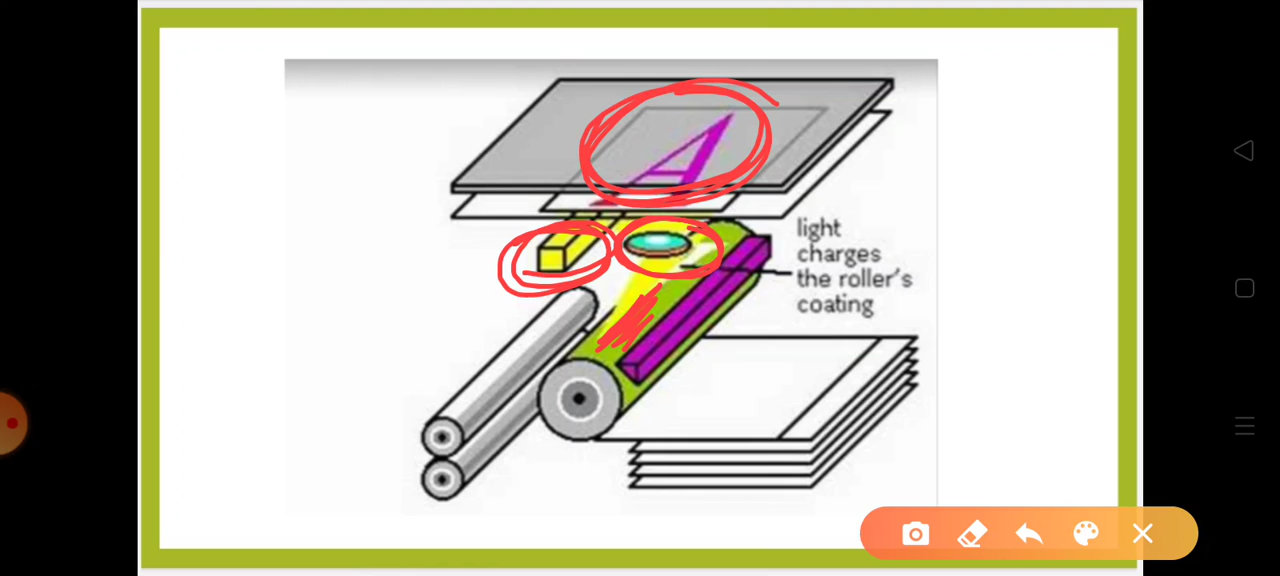 A
light
charges
the roller's
coating